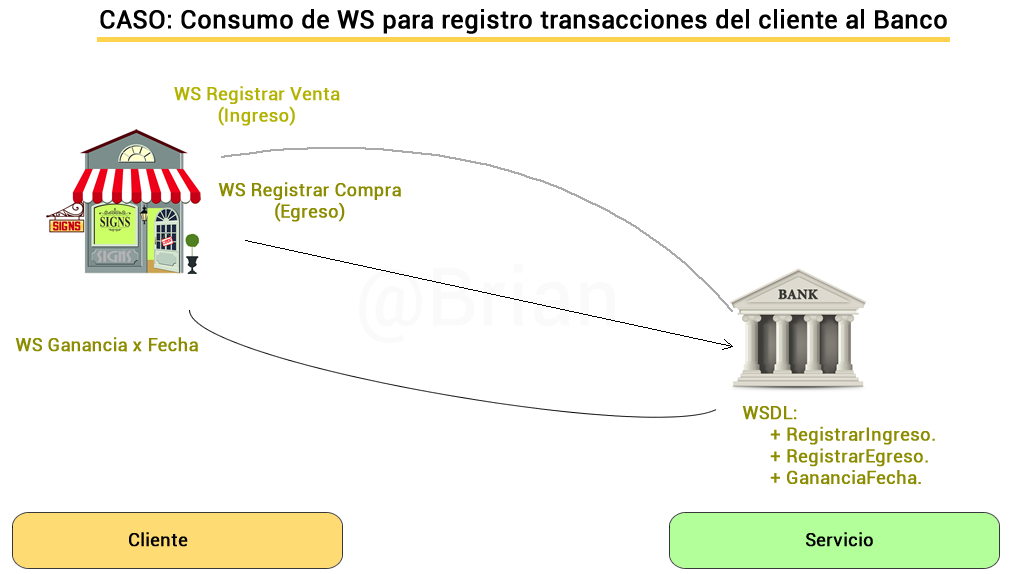 CASO: Consumo de WS para registro transacciones del cliente al Banco
WS Registrar Venta
(Ingreso)
WS Registrar Compra
(Egreso)
SIGNS
SIGNS
SIGNS
@Brian
BANK
WS Ganancia x Fecha
WSDL:
+ RegistrarIngreso.
+ RegistrarEgreso.
+ GananciaFecha.
Cliente
Servicio